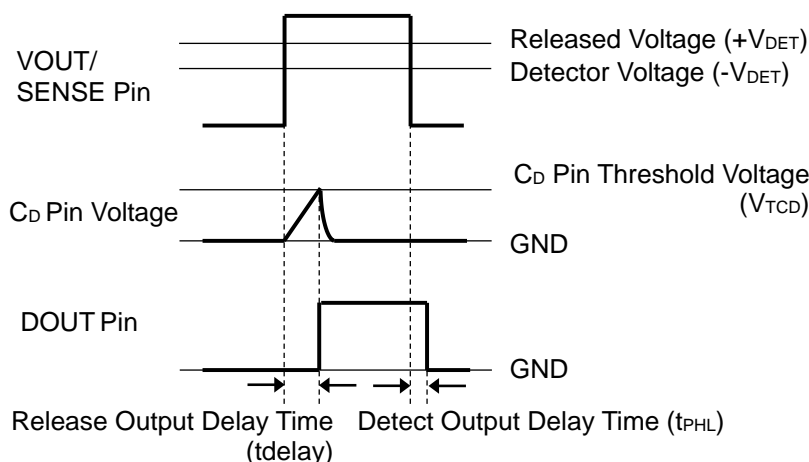 Released Voltage (+VDET)
VOUT/
SENSE Pin
Detector Voltage (-VDET)
CD Pin Threshold Voltage
(VTCD)
CD Pin Voltage
GND
DOUT Pin
GND
Release Output Delay Time
(tdelay)
Detect Output Delay Time (tPHL)